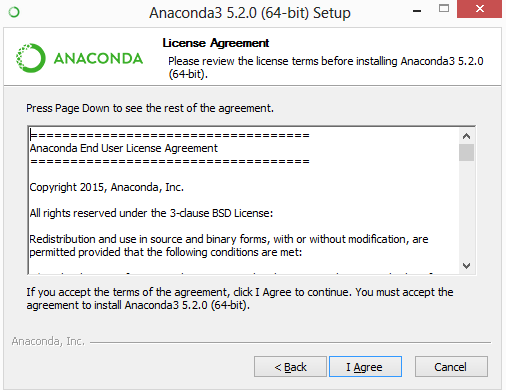 Anaconda3 5.2.0 (64-bit) Setup
ANACONDA
License Agreement
Please review the license terms before installing Anaconda3 5.2.0
(64-bit).
Press Page Down to see the rest of the agreement.
===================================
Anaconda End User License Agreement
===================================
Copyright 2015, Anaconda, Inc.
All rights reserved under the 3-clause BSD License:
Redistribution and use in source and binary forms, with or without modification, are
permitted provided that the following conditions are met:
If you accept the terms of the agreement, click I Agree to continue. You must accept the
agreement to install Anaconda3 5.2.0 (64-bit).
Anaconda, Inc.
< Back
I Agree
Cancel